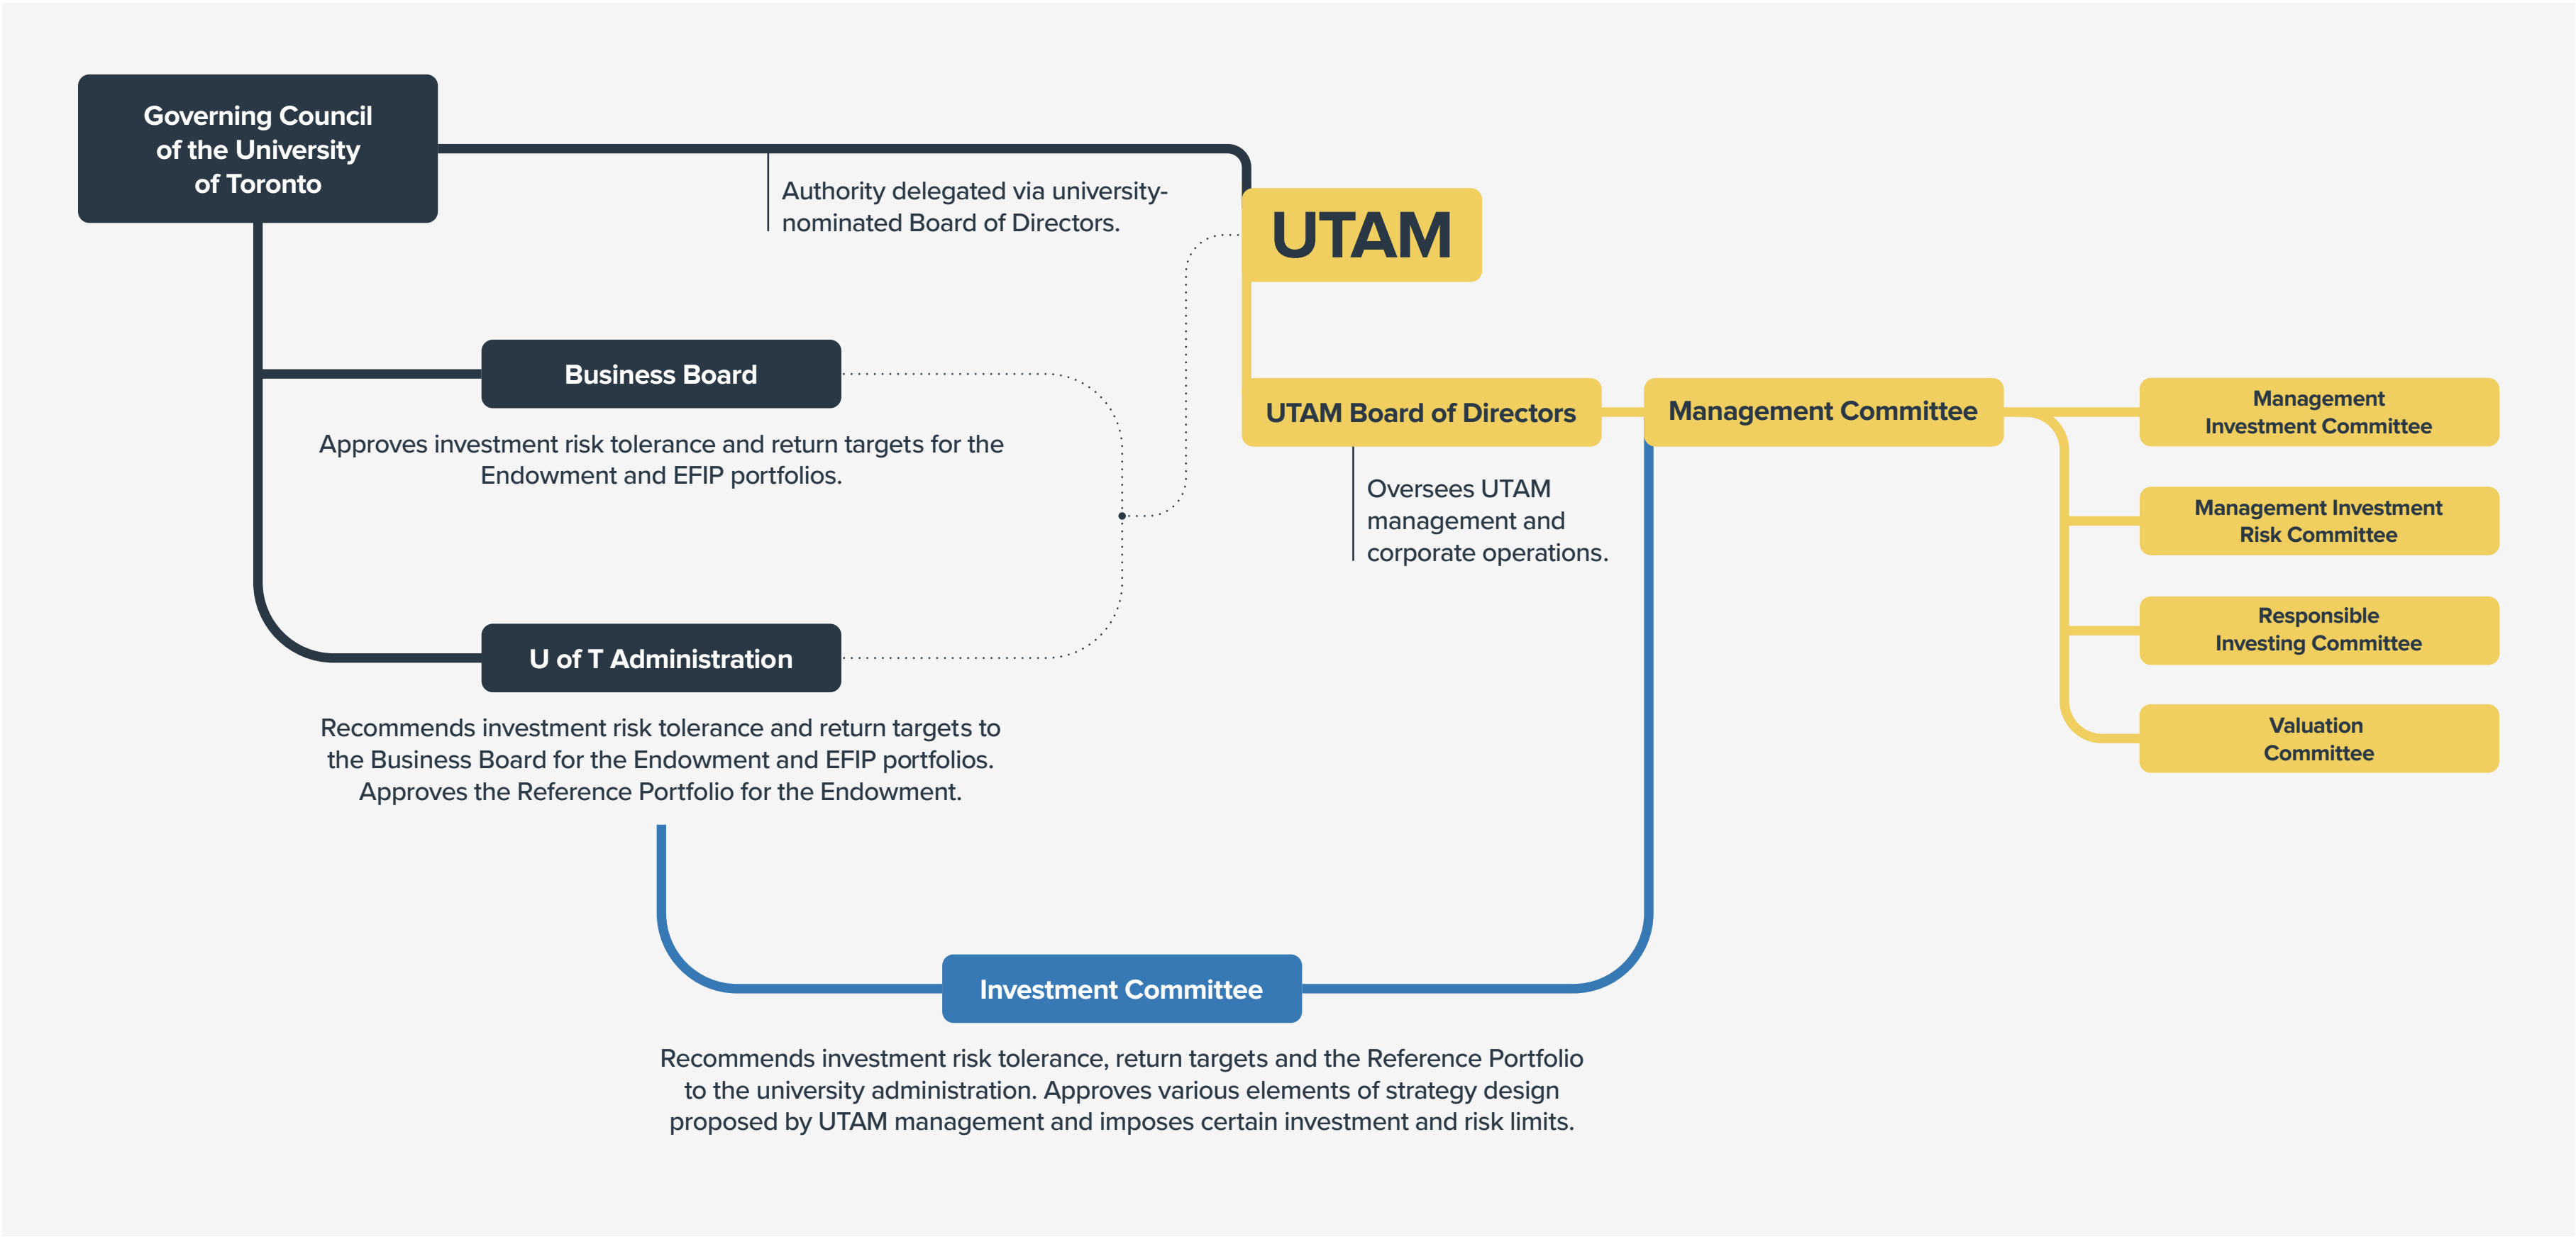 Governing Council
of the University
of Toronto
Authority delegated via university-
nominated Board of Directors.
UTAM
Business Board
Approves investment risk tolerance and return targets for the
Endowment and EFIP portfolios.
UTAM Board of Directors
Oversees UTAM
management and
corporate operations.
Management Committee
Management
Investment Committee
Management Investment
Risk Committee
Responsible
Investing Committee
Valuation
Committee
U of T Administration
Recommends investment risk tolerance and return targets to
the Business Board for the Endowment and EFIP portfolios.
Approves the Reference Portfolio for the Endowment.
Investment Committee
Recommends investment risk tolerance, return targets and the Reference Portfolio
to the university administration. Approves various elements of strategy design
proposed by UTAM management and imposes certain investment and risk limits.